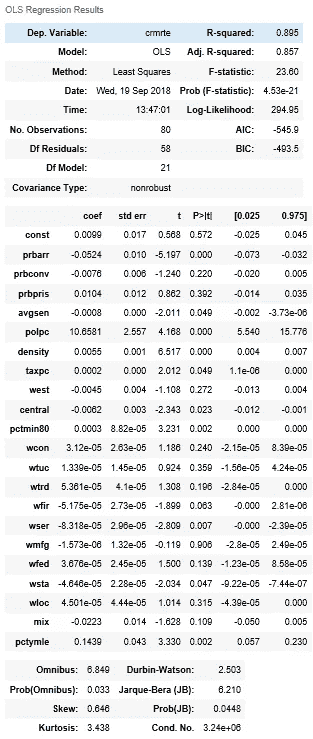 OLS Regression Results
Dep. Variable: crmrte R-squared: 0.895
Model: OLS Adj. R-squared: 0.857
Method: Least Squares F-statistic: 23.60
Date: Wed, 19 Sep 2018 Prob (F-statistic): 4.53e-21
Time: 13:47:01 Log-Likelihood: 294.95
No. Observations: 80 AIC: -545.9
Df Residuals: 58 BIC: -493.5
Df Model: 21
Covariance Type: nonrobust
coef std err t P>|t| [0.025 0.975]
const 0.0099 0.017 0.568 0.572 -0.025 0.045
prbarr -0.0524 0.010 -5.197 0.000 -0.073 -0.032
prbconv -0.0076 0.006 -1.240 0.220 -0.020 0.005
prbpris 0.0104 0.012 0.862 0.392 -0.014 0.035
avgsen -0.0008 0.000 -2.011 0.049 -0.002 -3.73e-06
polpc 10.6581 2.557 4.168 0.000 5.540 15.776
density 0.0055 0.001 6.517 0.000 0.004 0.007
taxpc 0.0002 0.000 2.012 0.049 1.1e-06 0.000
west -0.0045 0.004 -1.108 0.272 -0.013 0.004
central -0.0062 0.003 -2.343 0.023 -0.012 -0.001
pctmin80 0.0003 8.82e-05 3.231 0.002 0.000 0.000
wcon 3.12e-05 2.63e-05 1.186 0.240 -2.15e-05 8.39e-05
wtuc 1.339e-05 1.45e-05 0.924 0.359 -1.56e-05 4.24e-05
wtrd 5.361e-05 4.1e-05 1.308 0.196 -2.84e-05 0.000
wfir -5.175e-05 2.73e-05 -1.899 0.063 -0.000 2.81e-06
wser -8.318e-05 2.96e-05 -2.809 0.007 -0.000 -2.39e-05
wmfg -1.573e-06 1.32e-05 -0.119 0.906 -2.8e-05 2.49e-05
wfed 3.676e-05 2.45e-05 1.500 0.139 -1.23e-05 8.58e-05
wsta -4.646e-05 2.28e-05 -2.034 0.047 -9.22e-05 -7.44e-07
wloc 4.501e-05 4.44e-05 1.014 0.315 -4.39e-05 0.000
mix -0.0223 0.014 -1.628 0.109 -0.050 0.005
pctymle 0.1439 0.043 3.330 0.002 0.057 0.230
Omnibus: 6.849 Durbin-Watson: 2.503
Prob(Omnibus): 0.033 Jarque-Bera (JB): 6.210
Skew: 0.646 Prob(JB): 0.0448
Kurtosis: 3.438 Cond. No. 3.24e+06